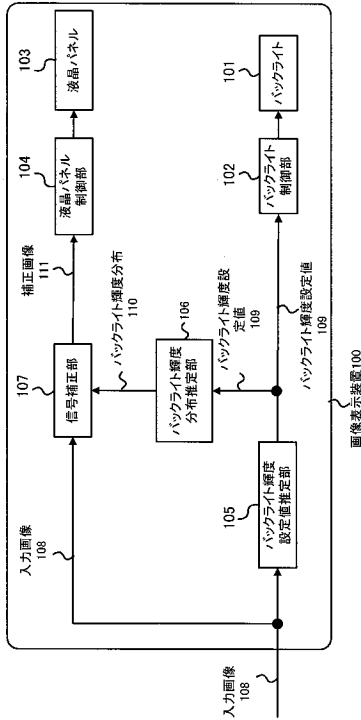 入力画像
108
入力画像
108
107
信号補正部
補正画像
111
104
液晶パネル
制御部
103
液晶パネル
バックライト輝度分布
110
106
バックライト輝度
分布推定部
バックライト輝度設
定値
109
105
バックライト輝度
設定値推定部
バックライト輝度設定値
109
102
バックライト
制御部
101
バックライト
画像表示装置100